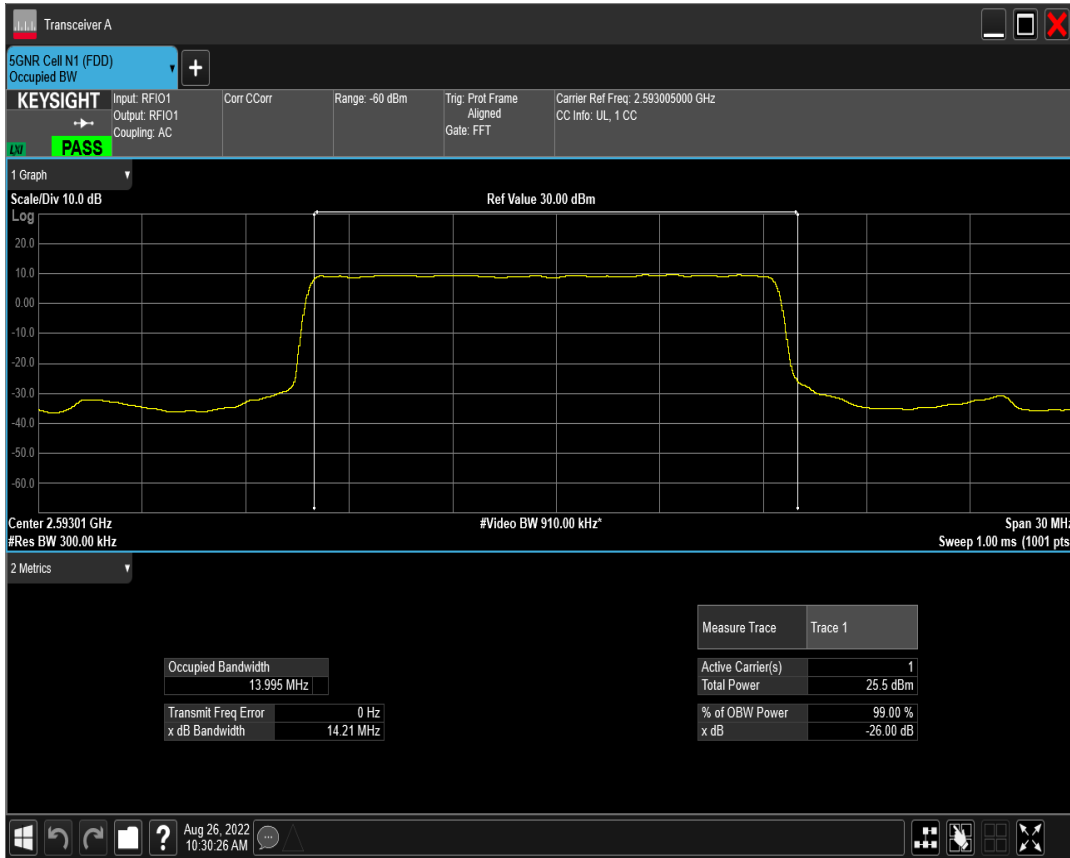 Transceiver A
5GNR Cell N1 (FDD)
Occupied BW
+
KEYSIGHT
LXI
PASS
Input: RFIO1
Output: RFIO1
Coupling: AC
Corr CCorr
Range: -60 dBm
Trig: Prot Frame
Aligned
Gate: FFT
Carrier Ref Freq: 2.593005000 GHz
CC Info: UL, 1 CC
1 Graph
Scale/Div 10.0 dB
Ref Value 30.00 dBm
Log
20.0
10.0
0.00
-10.0
-20.0
-30.0
-40.0
-50.0
-60.0
Center 2.59301 GHz
#Video BW 910.00 kHz*
Span 30 MHz
#Res BW 300.00 kHz
Sweep 1.00 ms (1001 pts
2 Metrics
Measure Trace Trace 1
Occupied Bandwidth
13.995 MHz
Active Carrier(s) 1
Total Power 25.5 dBm
Transmit Freq Error 0 Hz
x dB Bandwidth 14.21 MHz
% of OBW Power 99.00 %
x dB -26.00 dB
?
Aug 26, 2022
10:30:26 AM